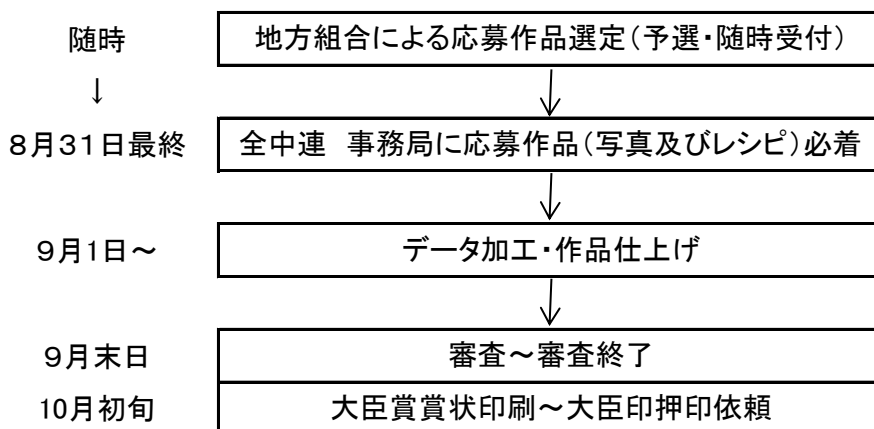 随時 地方組合による応募作品選定（予選・随時受付）
↓
８月３１日最終 全中連　事務局に応募作品（写真及びレシピ）必着
９月1日～ データ加工・作品仕上げ
９月末日 審査～審査終了
10月初旬 大臣賞賞状印刷～大臣印押印依頼